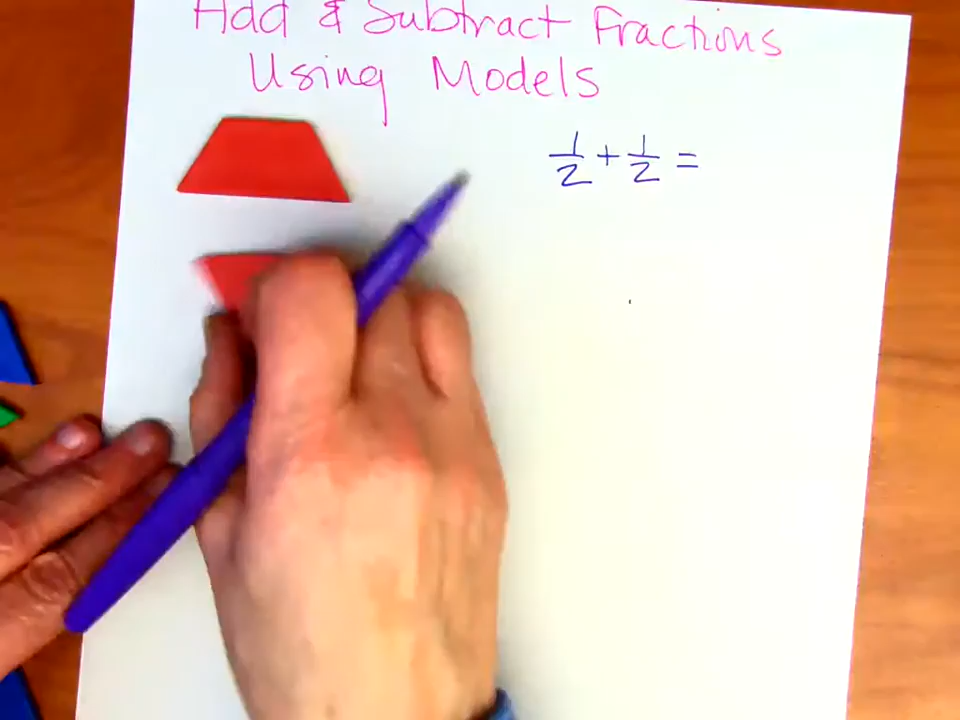 Add & Subtract Fractions
Using Models
1/2 + 1/2 =